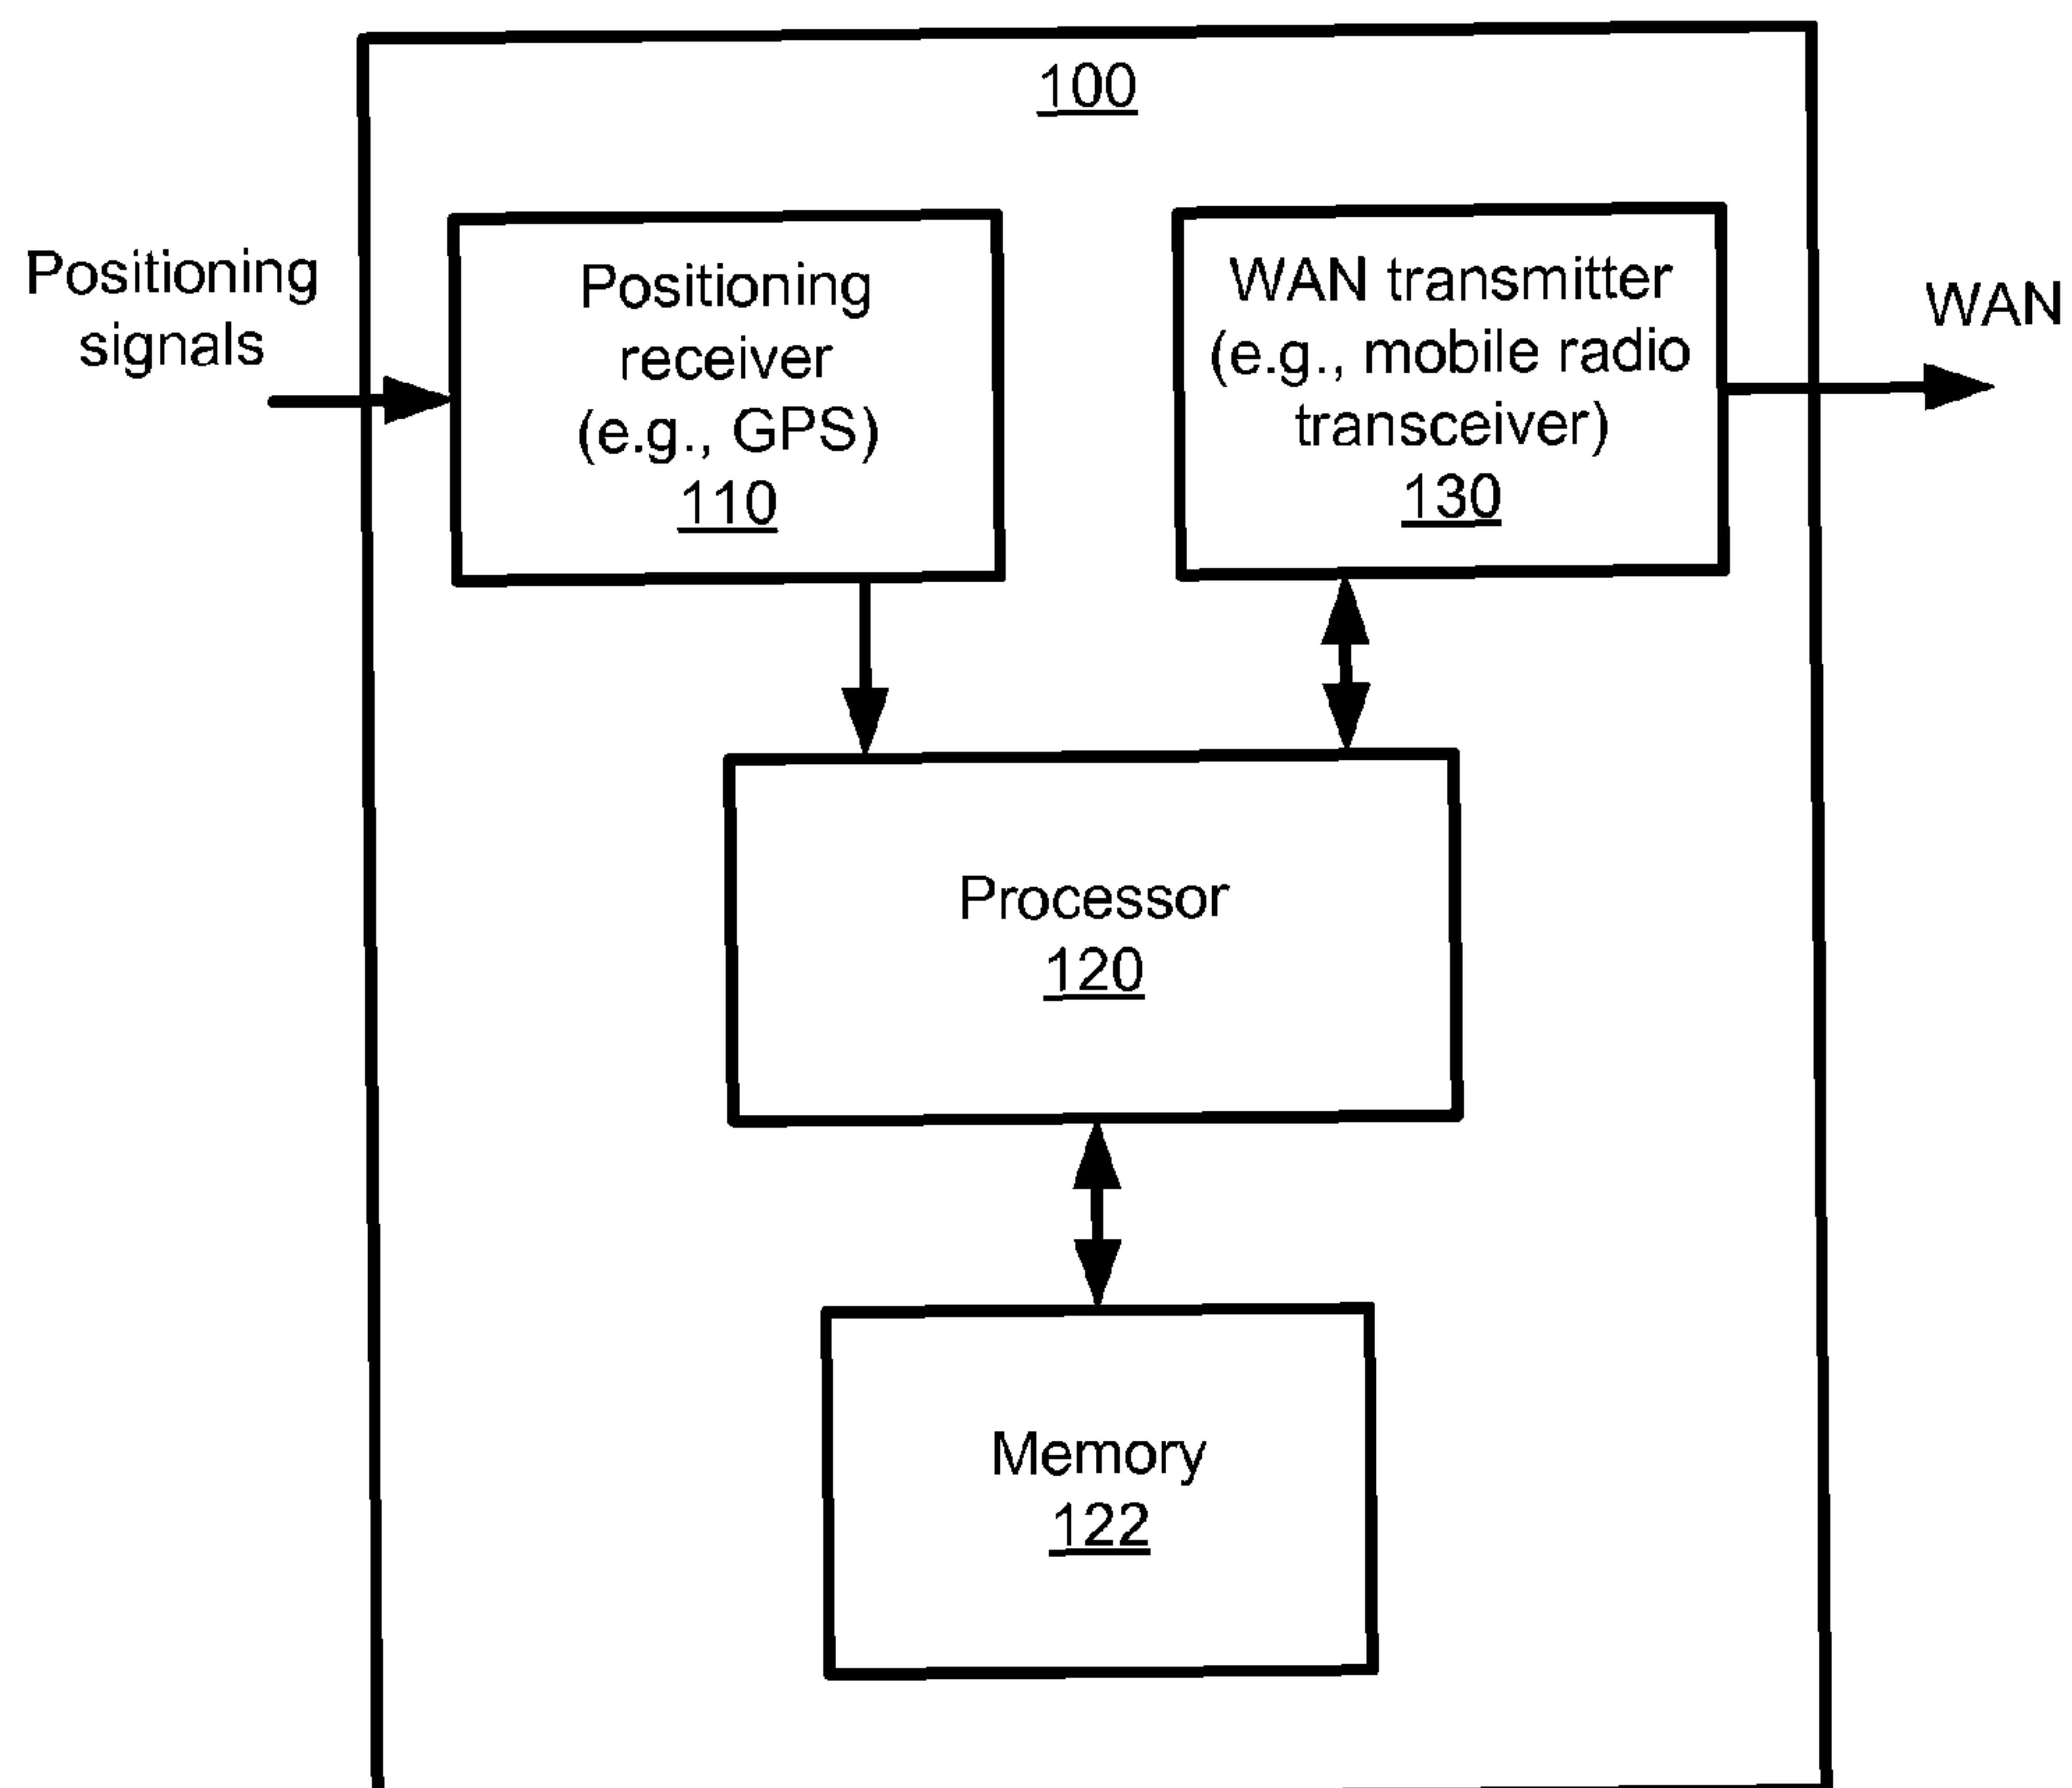 100
Positioning
signals
Positioning
receiver
(e.g., GPS)
110
WAN transmitter
(e.g., mobile radio
transceiver)
130
WAN
Processor
120
Memory
122